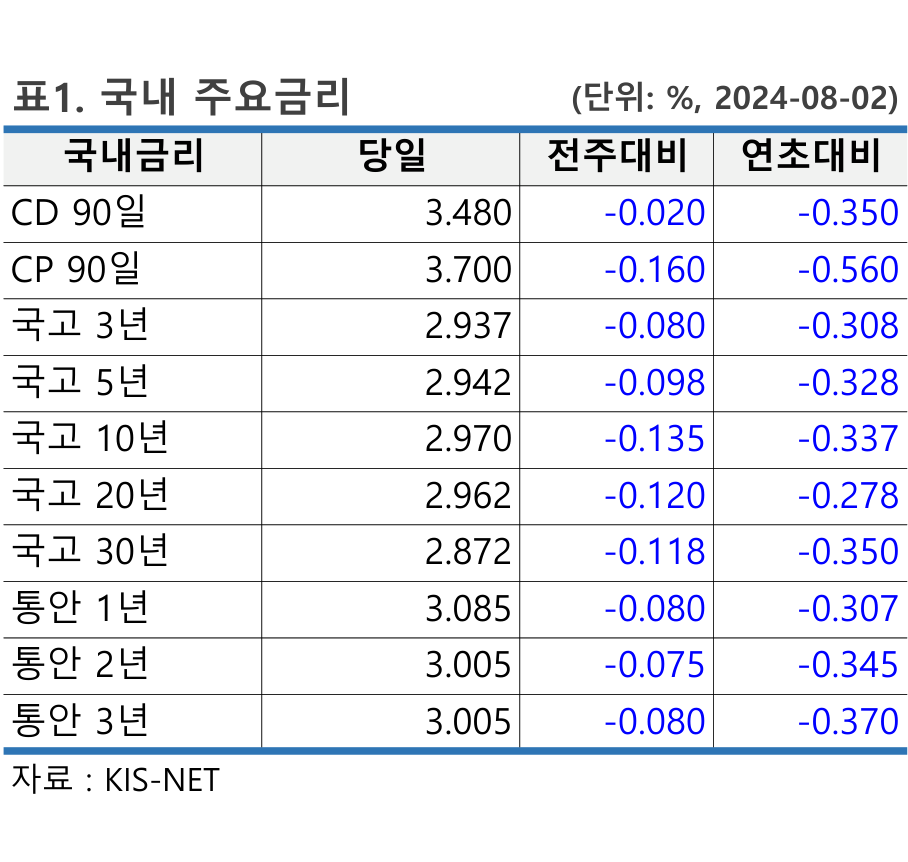 표1. 국내 주요금리 (단위: %, 2024-08-02)
국내금리 당일 전주대비 연초대비
CD 90일 3.480 -0.020 -0.350
CP 90일 3.700 -0.160 -0.560
국고 3년 2.937 -0.080 -0.308
국고 5년 2.942 -0.098 -0.328
국고 10년 2.970 -0.135 -0.337
국고 20년 2.962 -0.120 -0.278
국고 30년 2.872 -0.118 -0.350
통안 1년 3.085 -0.080 -0.307
통안 2년 3.005 -0.075 -0.345
통안 3년 3.005 -0.080 -0.370
자료 : KIS-NET